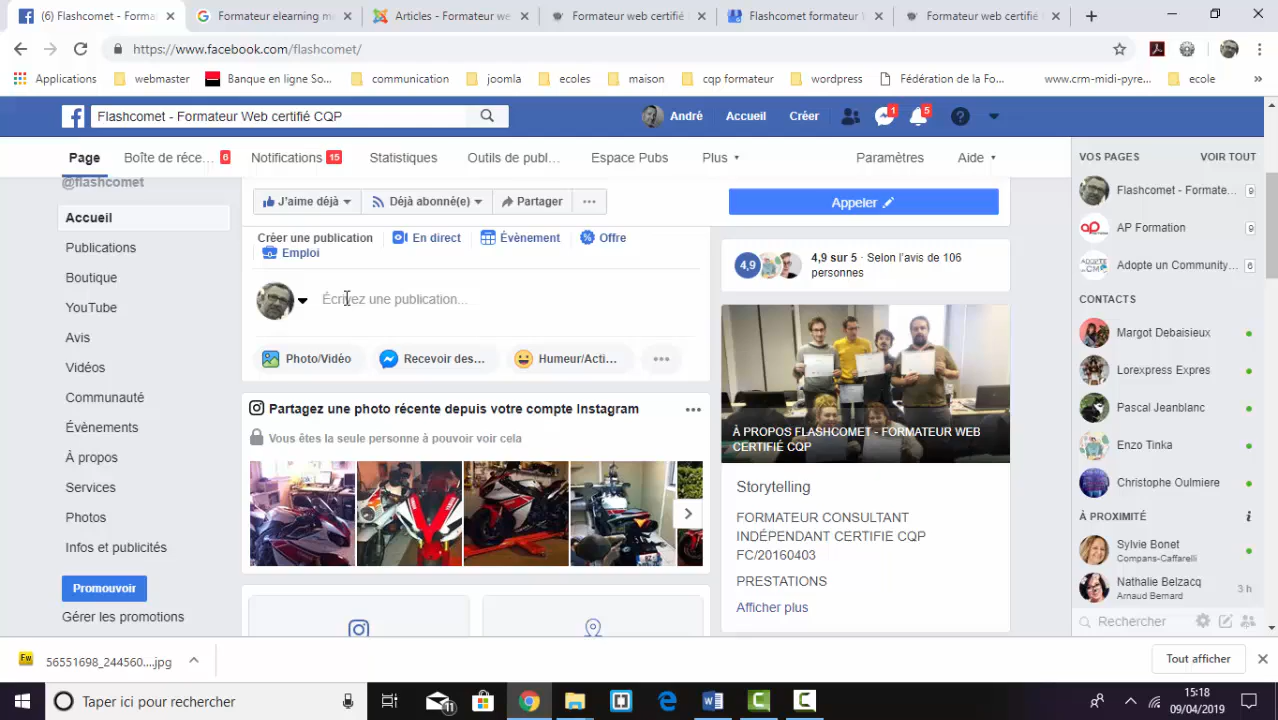 (6) Flashcomet - Forma
Formateur elearning m
Articles - Formateur we
Formateur web certifié
Flashcomet formateur
Formateur web certifié
https://www.facebook.com/flashcomet/
Applications
webmaster
Banque en ligne So...
communication
joomla
ecoles
maison
cqp formateur
wordpress
Fédération de la Fo...
www.crm-midi-pyre...
ecole
»
Flashcomet - Formateur Web certifié CQP
André
Accueil
Créer
1
5
Page
Boîte de réce... 6
Notifications 15
Statistiques
Outils de publ...
Espace Pubs
Plus
Paramètres
Aide
@flashcomet
Accueil
Publications
Boutique
YouTube
Avis
Vidéos
Communauté
Évènements
À propos
Services
Photos
Infos et publicités
Promouvoir
Gérer les promotions
J'aime déjà
Déjà abonné(e)
Partager
...
Appeler
Créer une publication
En direct
Évènement
Offre
Emploi
Écrivez une publication...
Photo/Vidéo
Recevoir des...
Humeur/Acti...
Partagez une photo récente depuis votre compte Instagram
Vous êtes la seule personne à pouvoir voir cela
4,9
4,9 sur 5 · Selon l'avis de 106
personnes
À PROPOS FLASHCOMET - FORMATEUR WEB
CERTIFIÉ CQP
Storytelling
FORMATEUR CONSULTANT
INDÉPENDANT CERTIFIE CQP
FC/20160403
PRESTATIONS
Afficher plus
VOS PAGES
VOIR TOUT
Flashcomet - Formate... 9
AP Formation 9
Adopte un Community... 6
CONTACTS
Margot Debaisieux
Lorexpress Expres
Pascal Jeanblanc
Enzo Tinka
Christophe Oulmiere
À PROXIMITÉ
Sylvie Bonet
Compans-Caffarelli
Nathalie Belzacq
Arnaud Bernard
3 h
Rechercher
56551698_244560....jpg
Tout afficher
Taper ici pour rechercher
11
15:18
09/04/2019